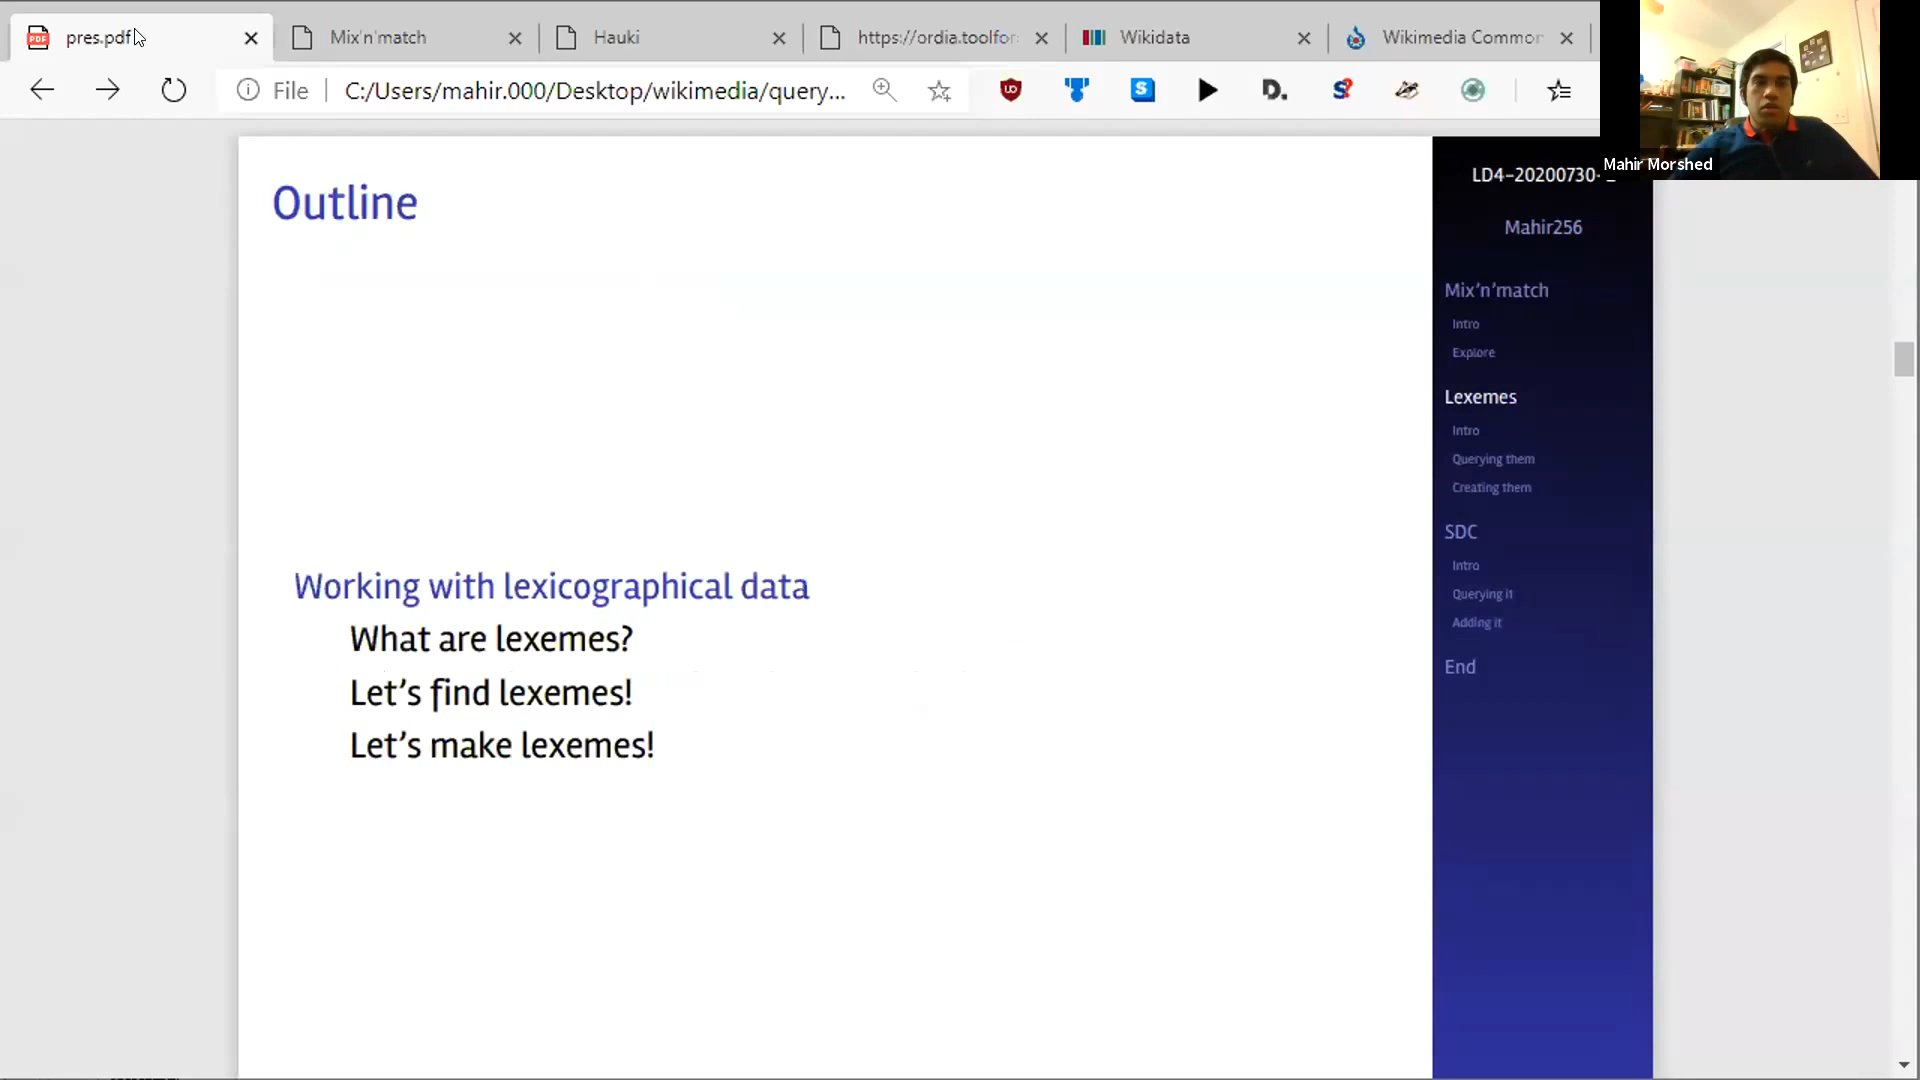 pres.pdf
Mix'n'match
Hauki
https://ordia.toolfor
Wikidata
Wikimedia Common
File
C:/Users/mahir.000/Desktop/wikimedia/query...
Mahir Morshed
Outline
Working with lexicographical data
What are lexemes?
Let's find lexemes!
Let's make lexemes!
LD4-20200730-
Mahir256
Mix'n'match
Intro
Explore
Lexemes
Intro
Querying them
Creating them
SDC
Intro
Querying it
Adding it
End